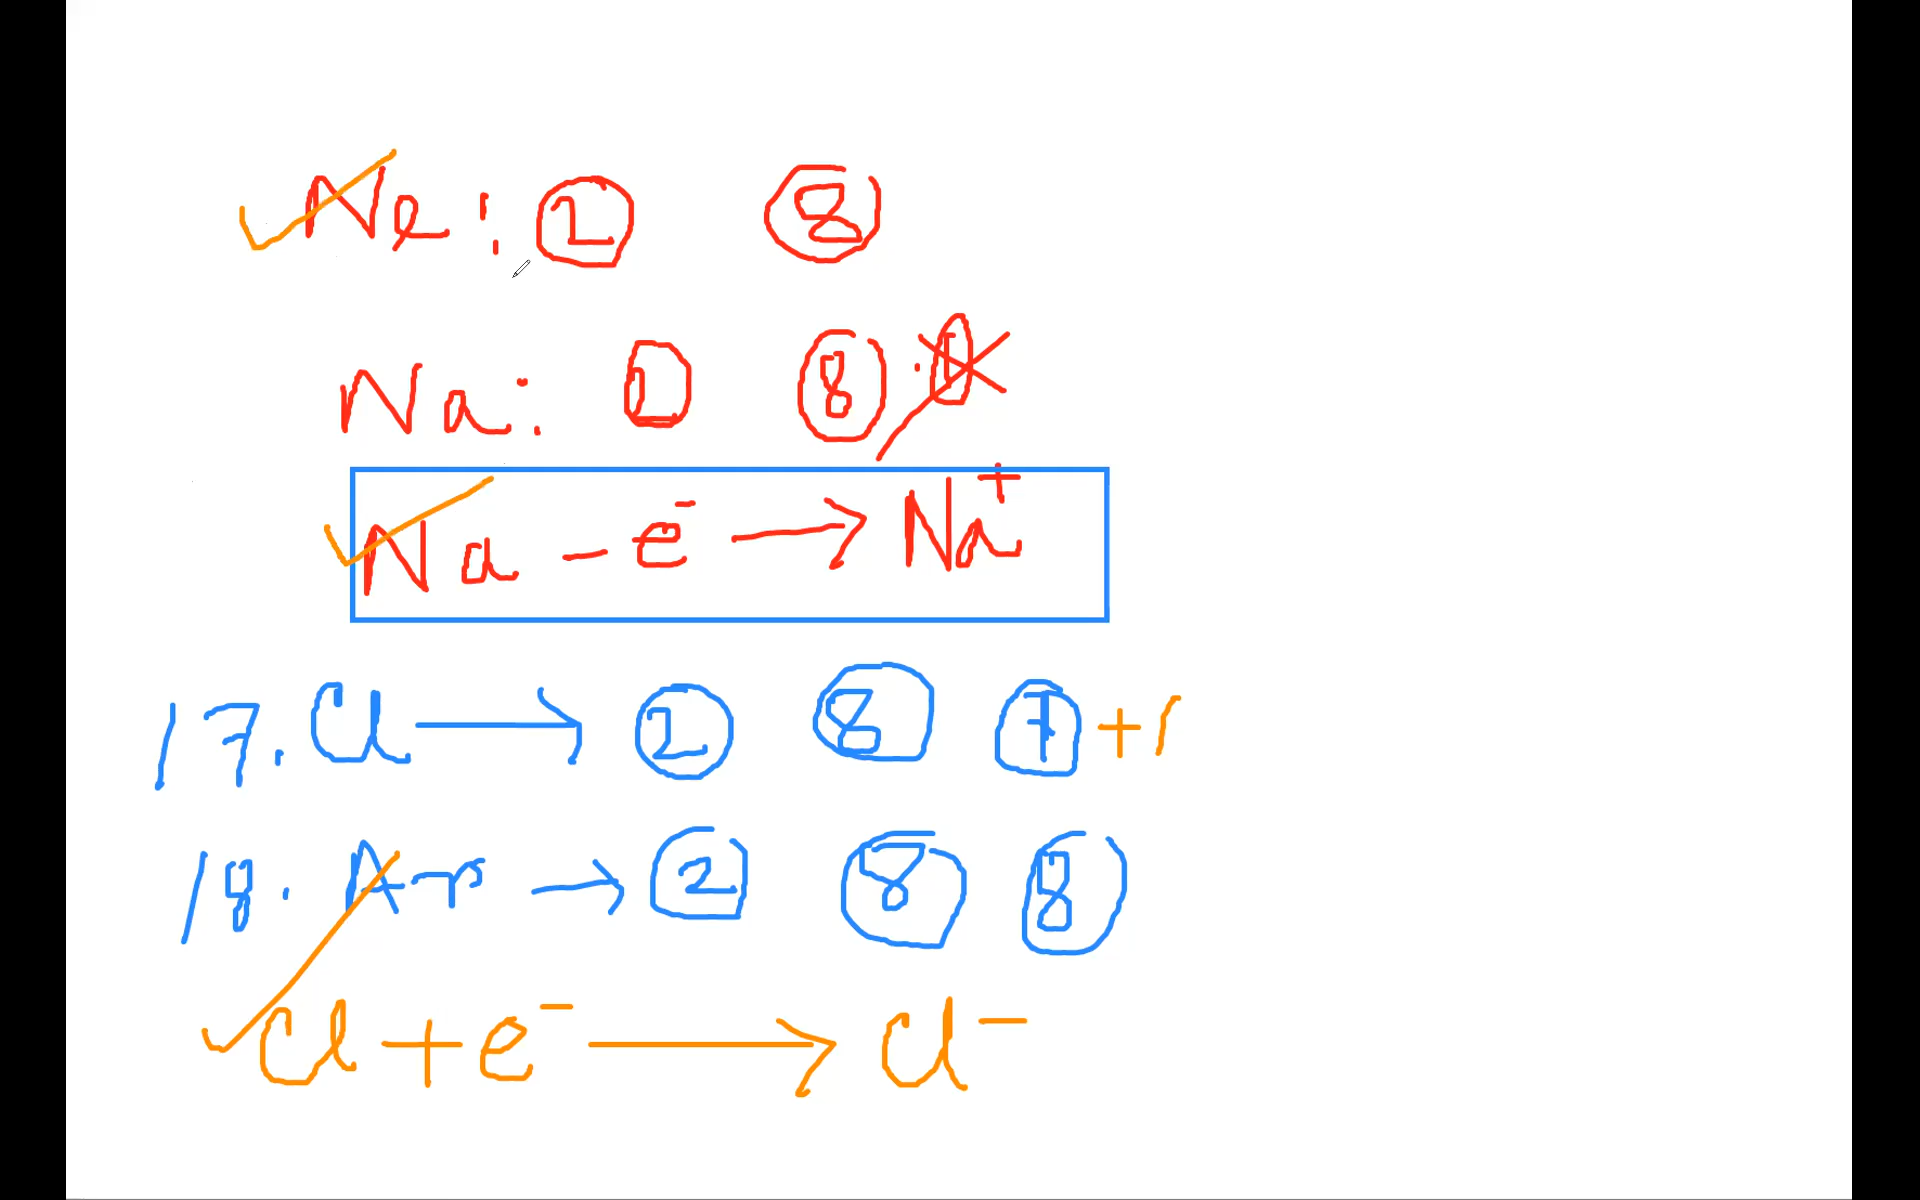 Ne: 2 8
Na: 2 8 1
Na - e⁻ → Na⁺
17. Cl → 2 8 7 + 1
18. Ar → 2 8 8
Cl + e⁻ → Cl⁻